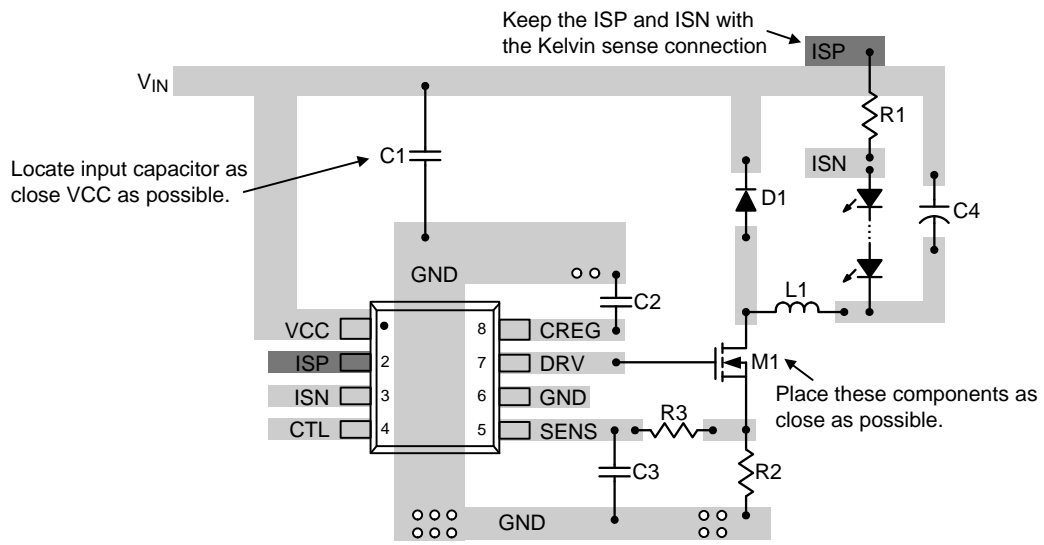 Keep the ISP and ISN with
the Kelvin sense connection
ISP
VIN
R1
C1
Locate input capacitor as
close VCC as possible.
ISN
D1
C4
GND
C2
L1
VCC
8
CREG
ISP
2
7
DRV
M1
ISN
3
6
GND
Place these components as
close as possible.
CTL
4
5
SENS
R3
C3
R2
GND